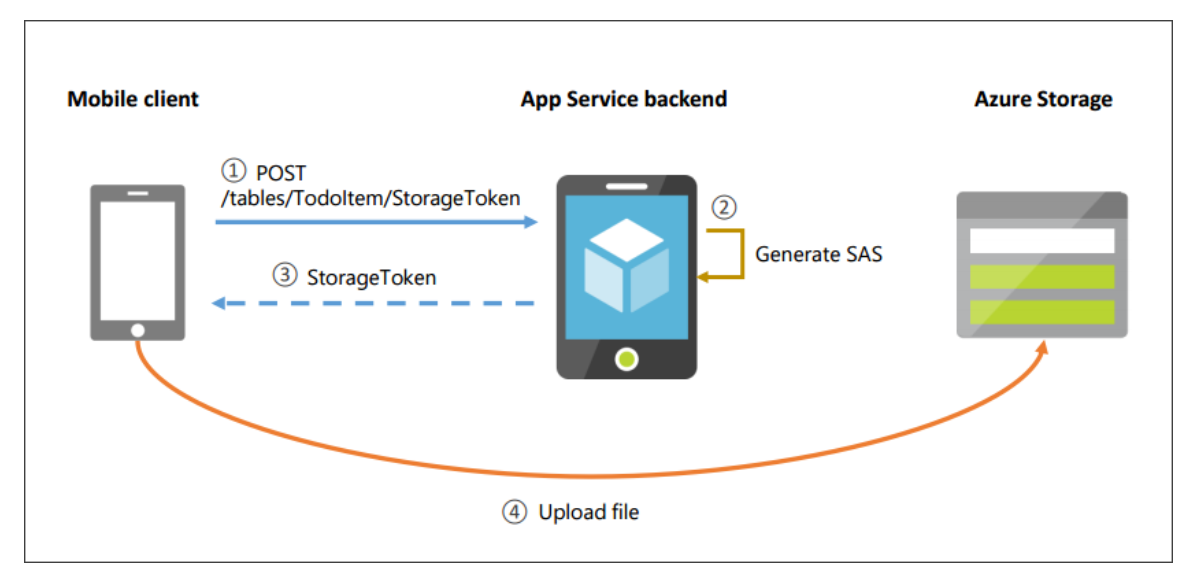 Mobile client
App Service backend
Azure Storage
① POST
/tables/TodoItem/StorageToken
②
Generate SAS
③ StorageToken
④ Upload file